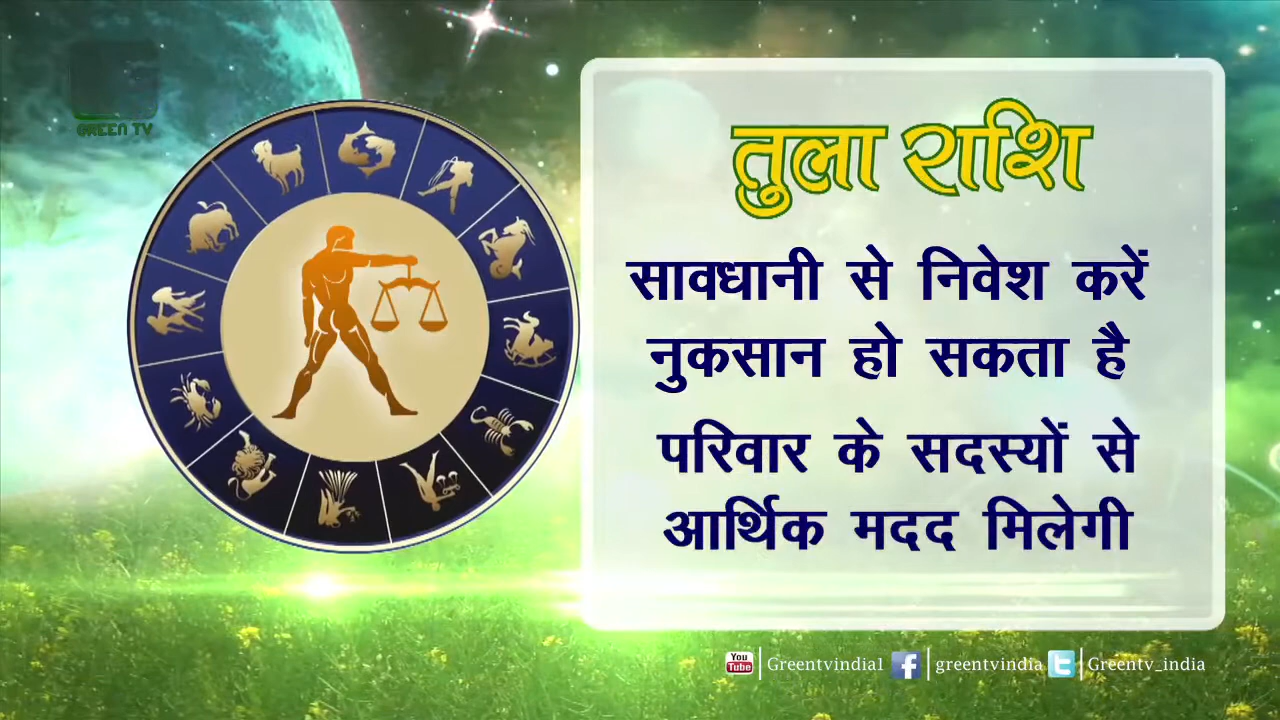 GREEN TV
तुला राशि
सावधानी से निवेश करें
नुकसान हो सकता है
परिवार के सदस्यों से
आर्थिक मदद मिलेगी
You Tube Greentvindia1 f greentvindia t Greentv_india